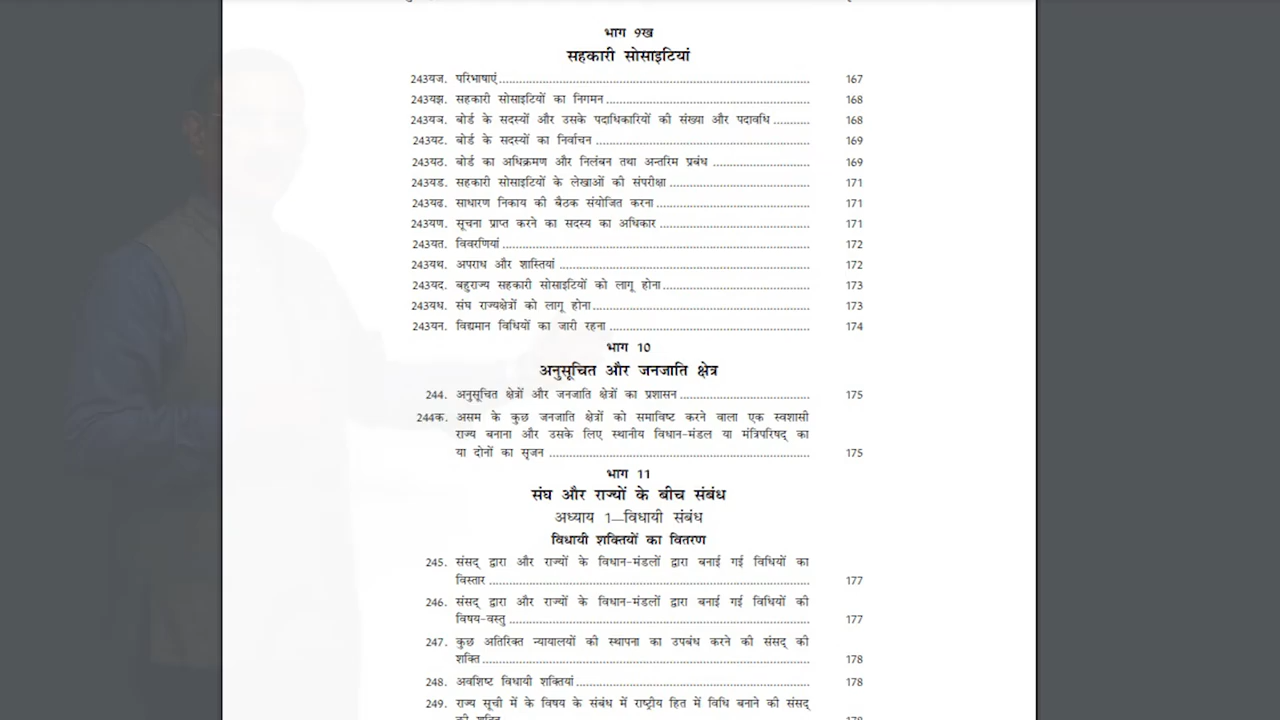 भाग 9ख
सहकारी सोसाइटियां
243यज. परिभाषाएं 167
243यझ. सहकारी सोसाइटियों का निगमन 168
243यञ. बोर्ड के सदस्यों और उसके पदाधिकारियों की संख्या और पदावधि 168
243यट. बोर्ड के सदस्यों का निर्वाचन 169
243यठ. बोर्ड का अधिक्रमण और निलंबन तथा अन्तरिम प्रबंध 169
243यड. सहकारी सोसाइटियों के लेखाओं की संपरीक्षा 171
243यढ. साधारण निकाय की बैठक संयोजित करना 171
243यण. सूचना प्राप्त करने का सदस्य का अधिकार 171
243यत. विवरणियां 172
243यथ. अपराध और शास्तियां 172
243यद. बहुराज्य सहकारी सोसाइटियों को लागू होना 173
243यध. संघ राज्यक्षेत्रों को लागू होना 173
243यन. विद्यमान विधियों का जारी रहना 174
भाग 10
अनुसूचित और जनजाति क्षेत्र
244. अनुसूचित क्षेत्रों और जनजाति क्षेत्रों का प्रशासन 175
244क. असम के कुछ जनजाति क्षेत्रों को समाविष्ट करने वाला एक स्वशासी
राज्य बनाना और उसके लिए स्थानीय विधान-मंडल या मंत्रिपरिषद् का
या दोनों का सृजन 175
भाग 11
संघ और राज्यों के बीच संबंध
अध्याय 1—विधायी संबंध
विधायी शक्तियों का वितरण
245. संसद् द्वारा और राज्यों के विधान-मंडलों द्वारा बनाई गई विधियों का
विस्तार 177
246. संसद् द्वारा और राज्यों के विधान-मंडलों द्वारा बनाई गई विधियों की
विषय-वस्तु 177
247. कुछ अतिरिक्त न्यायालयों की स्थापना का उपबंध करने की संसद् की
शक्ति 178
248. अवशिष्ट विधायी शक्तियां 178
249. राज्य सूची में के विषय के संबंध में राष्ट्रीय हित में विधि बनाने की संसद्